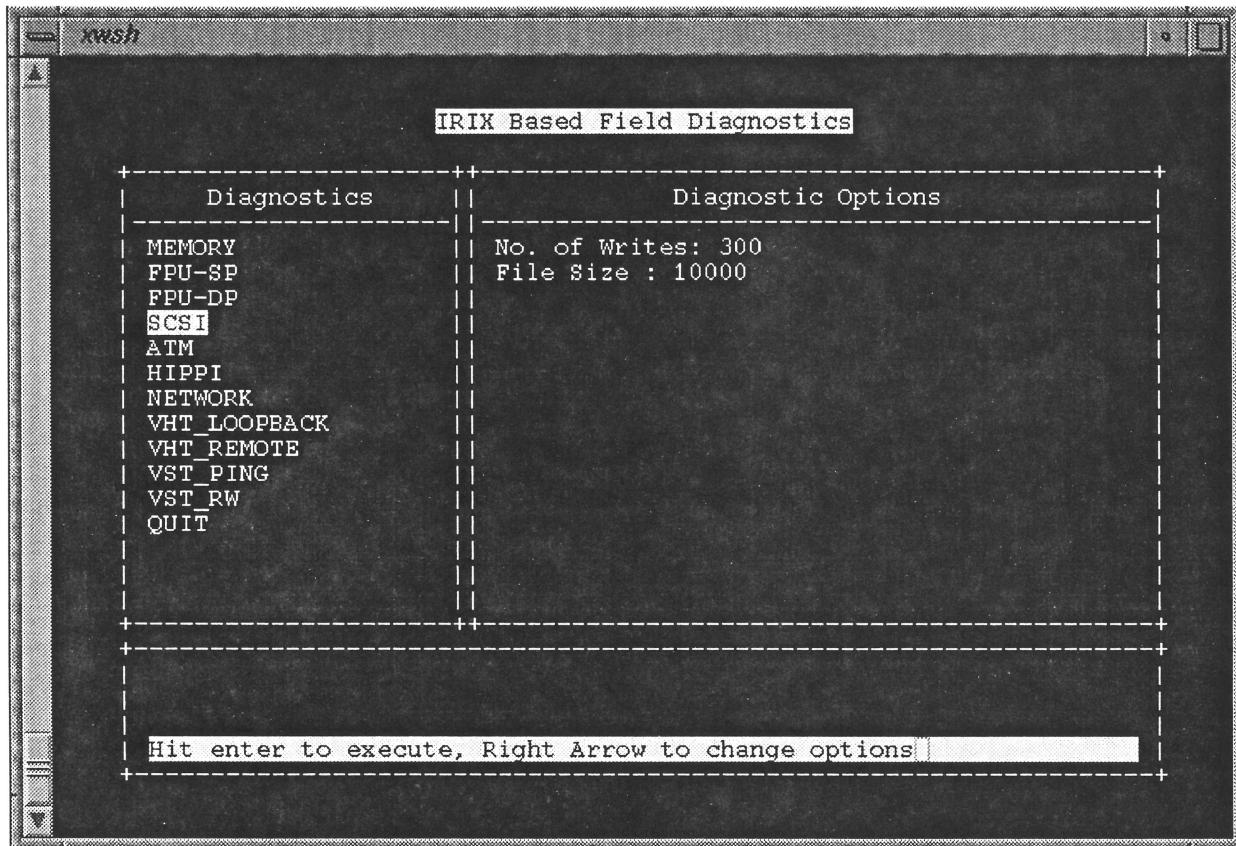 xwsh
IRIX Based Field Diagnostics
Diagnostics
MEMORY
FPU-SP
FPU-DP
SCSI
ATM
HIPPI
NETWORK
VHT_LOOPBACK
VHT_REMOTE
VST_PING
VST_RW
QUIT
Diagnostic Options
No. of Writes: 300
File Size : 10000
Hit enter to execute, Right Arrow to change options